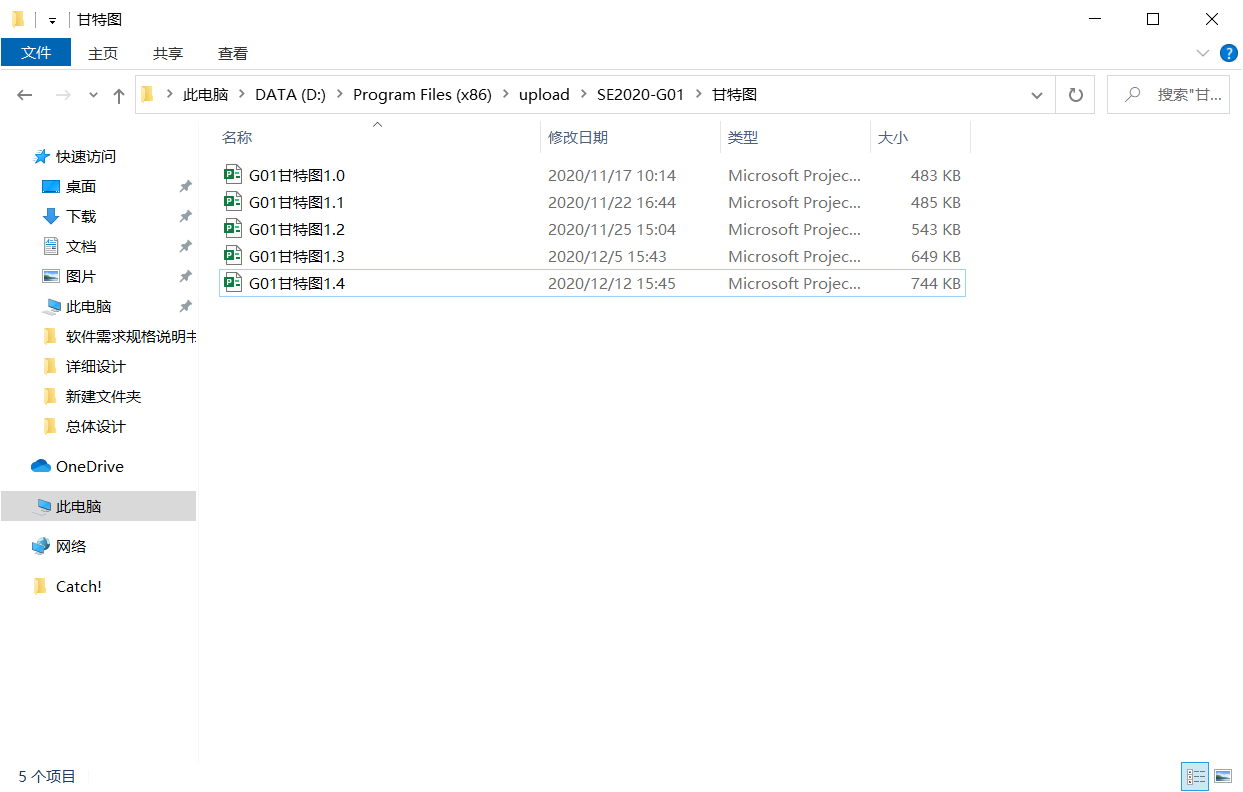 甘特图
文件 主页 共享 查看
此电脑 DATA (D:) Program Files (x86) upload SE2020-G01 甘特图 搜索"甘...
名称 修改日期 类型 大小
快速访问
桌面
下载
文档
图片
此电脑
软件需求规格说明书
详细设计
新建文件夹
总体设计
OneDrive
此电脑
网络
Catch!
G01甘特图1.0 2020/11/17 10:14 Microsoft Projec... 483 KB
G01甘特图1.1 2020/11/22 16:44 Microsoft Projec... 485 KB
G01甘特图1.2 2020/11/25 15:04 Microsoft Projec... 543 KB
G01甘特图1.3 2020/12/5 15:43 Microsoft Projec... 649 KB
G01甘特图1.4 2020/12/12 15:45 Microsoft Projec... 744 KB
5 个项目